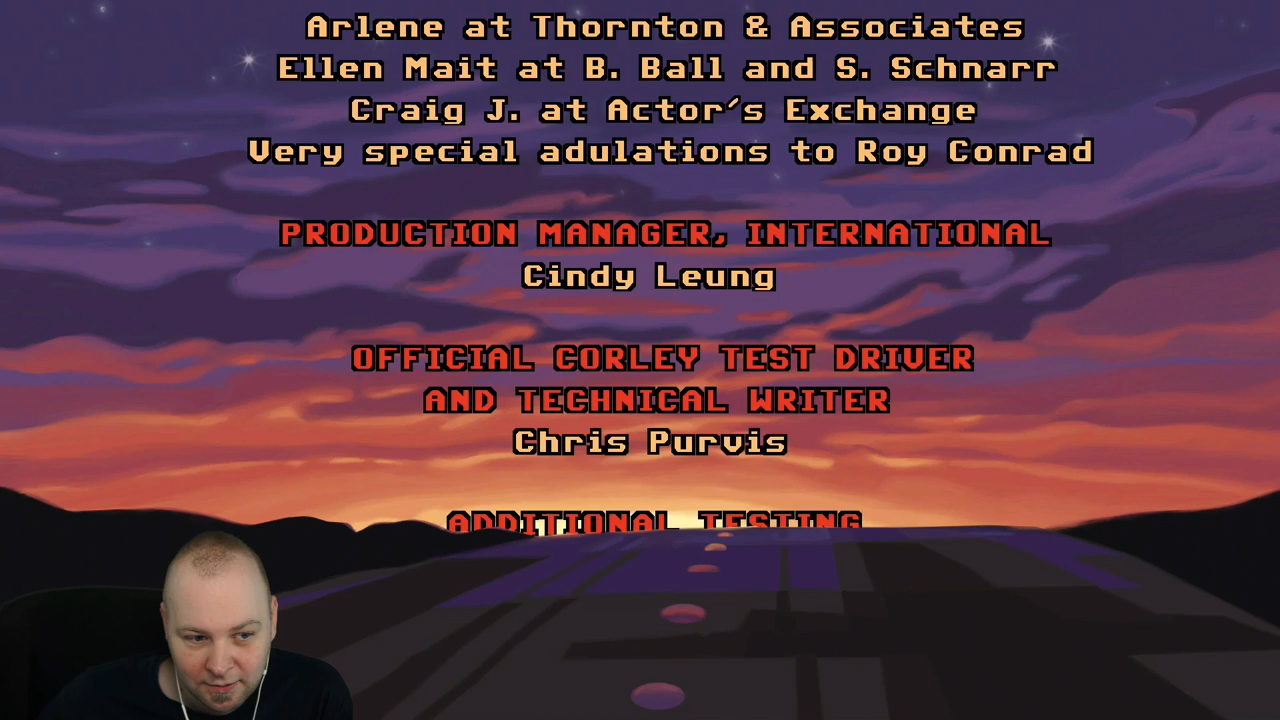 Arlene at Thornton & Associates
Ellen Mait at B. Ball and S. Schnarr
Craig J. at Actor's Exchange
Very special adulations to Roy Conrad
PRODUCTION MANAGER, INTERNATIONAL
Cindy Leung
OFFICIAL CORLEY TEST DRIVER
AND TECHNICAL WRITER
Chris Purvis
ADDITIONAL TESTING